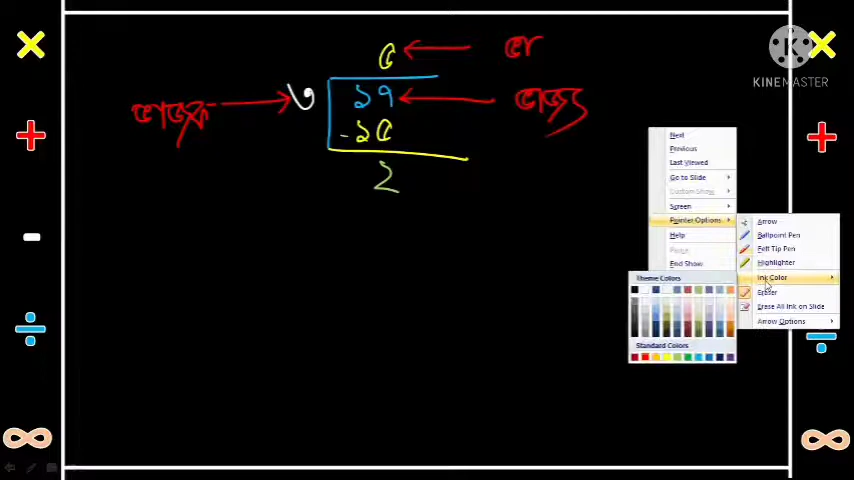 ৫
৩
১৭
ভাজক
ভাজ্য
-১৫
2
KINEMASTER
Next
Previous
Last Viewed
Go to Slide
Custom Show
Screen
Pointer Options
Help
Pause
End Show
Arrow
Ballpoint Pen
Felt Tip Pen
Highlighter
Ink Color
Eraser
Erase All Ink on Slide
Arrow Options
Theme Colors
Standard Colors